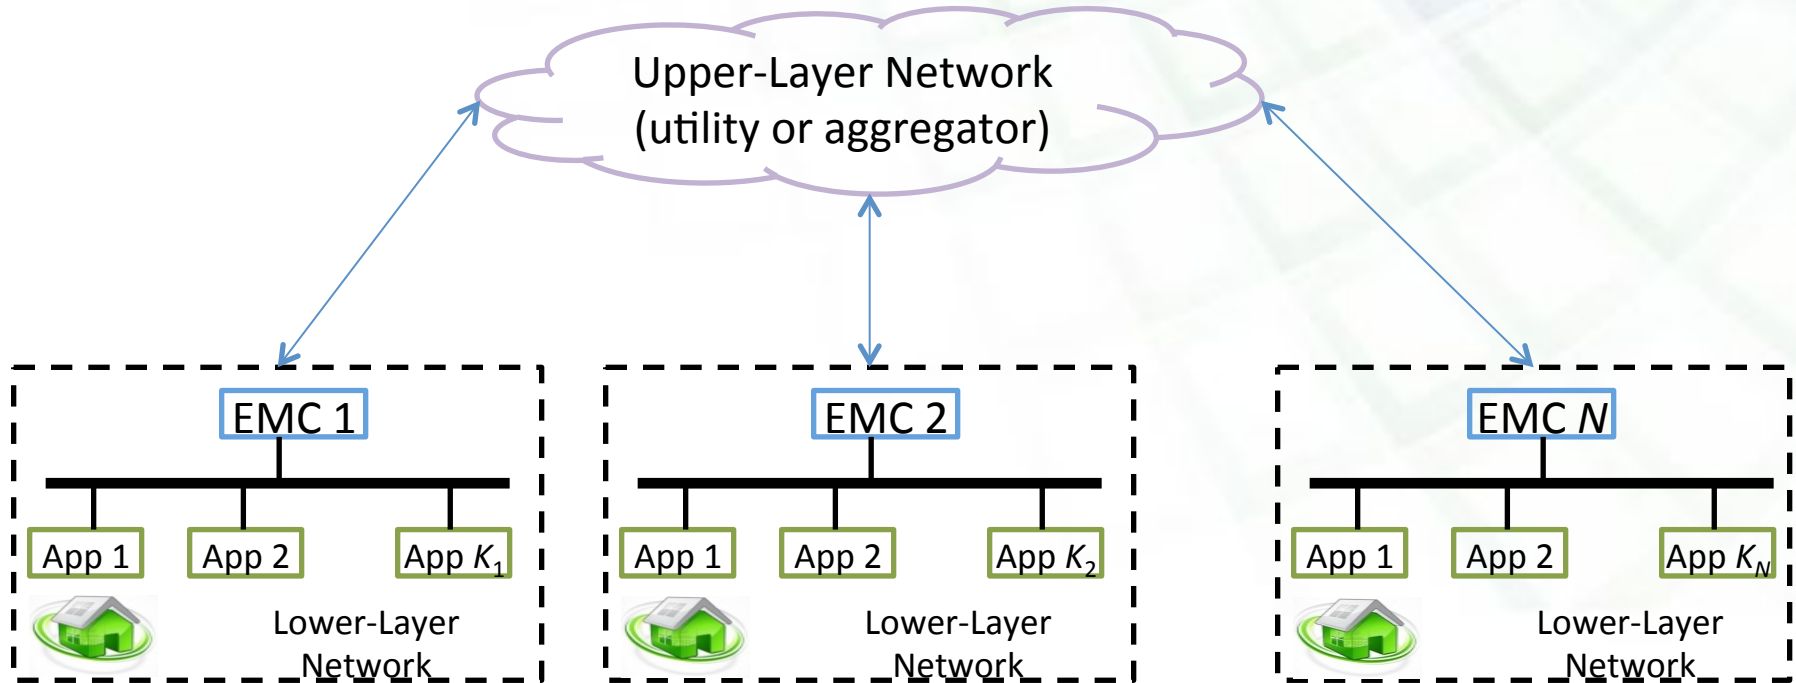 Upper-Layer Network
(utility or aggregator)
EMC 1
App 1
App 2
App K₁
Lower-Layer
Network
EMC 2
App 1
App 2
App K₂
Lower-Layer
Network
EMC N
App 1
App 2
App K_N
Lower-Layer
Network